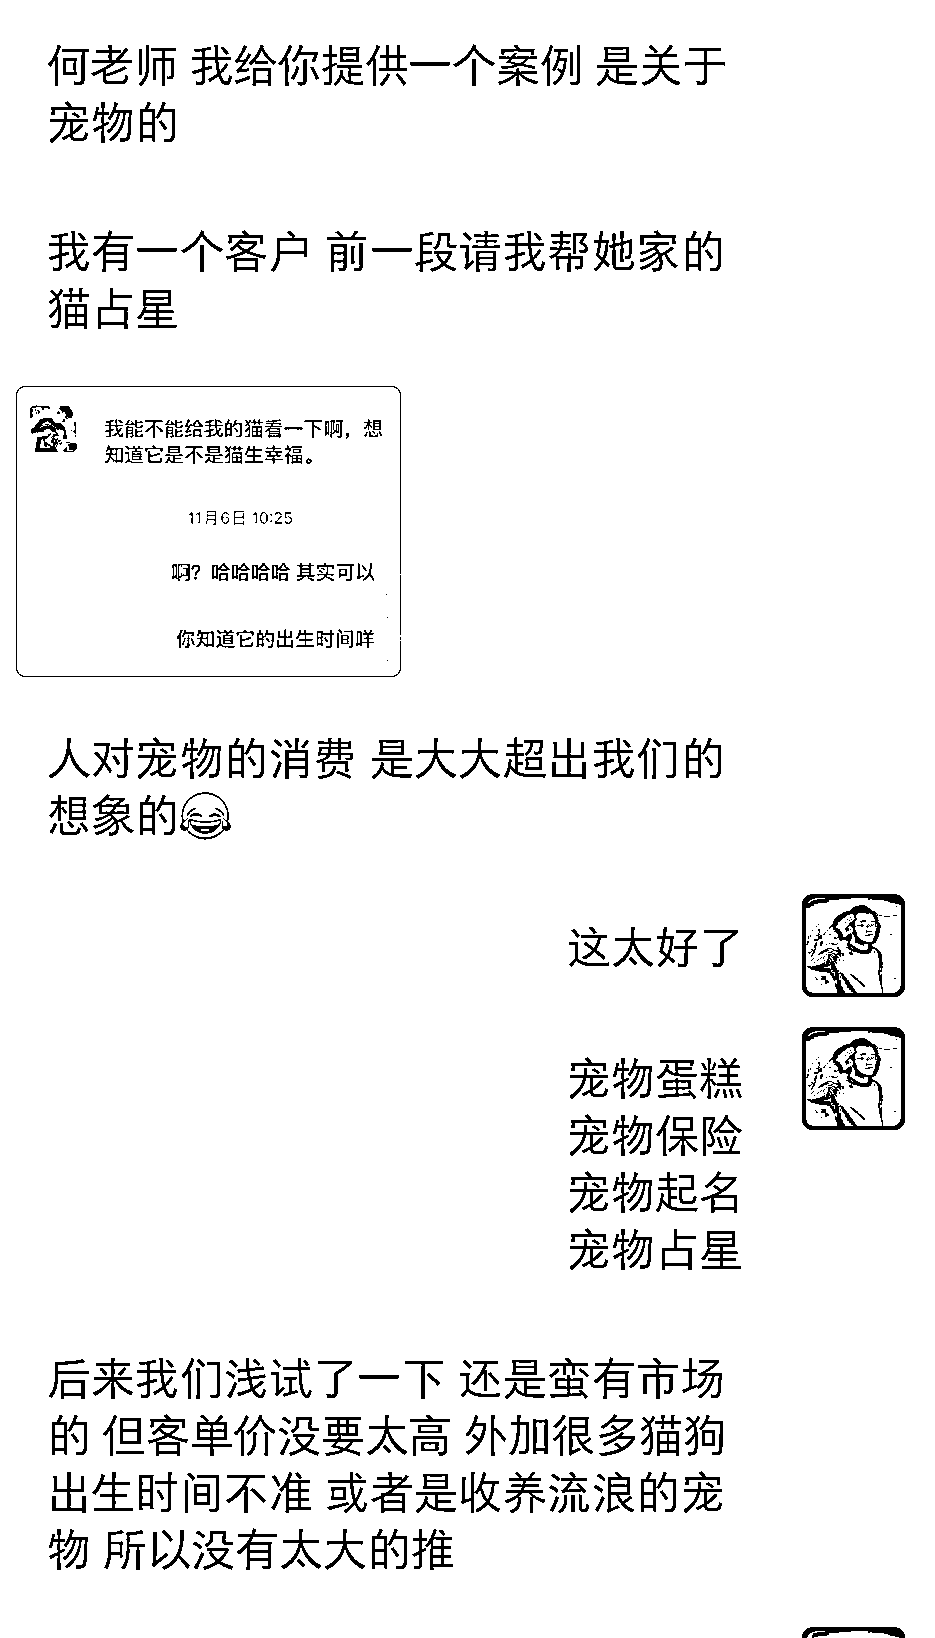 何老师 我给你提供一个案例 是关于
宠物的
我有一个客户 前一段请我帮她家的
猫占星
我能不能给我的猫看一下啊，想
知道它是不是猫生幸福。
11月6日 10:25
啊？哈哈哈哈 其实可以
你知道它的出生时间咩
人对宠物的消费 是大大超出我们的
想象的😂
这太好了
宠物蛋糕
宠物保险
宠物起名
宠物占星
后来我们浅试了一下 还是蛮有市场
的 但客单价没要太高 外加很多猫狗
出生时间不准 或者是收养流浪的宠
物 所以没有太大的推